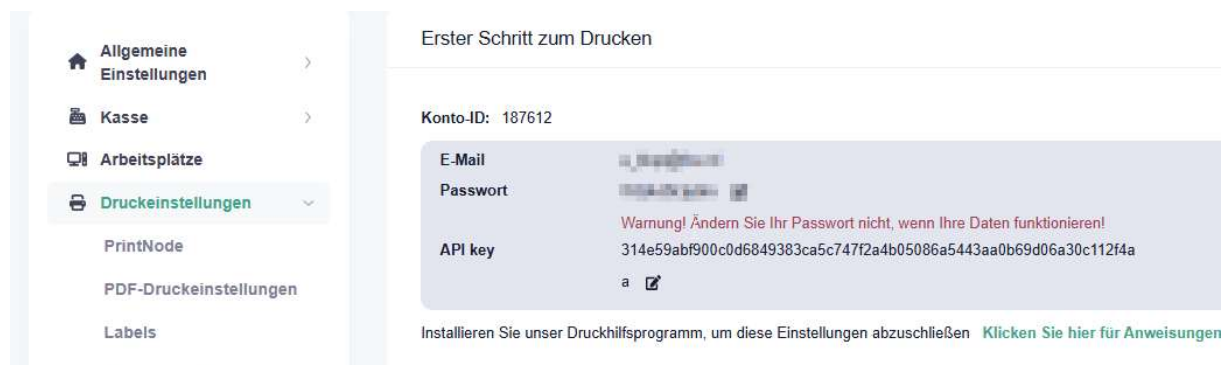 Allgemeine
Einstellungen
Kasse
Arbeitsplätze
Druckeinstellungen
PrintNode
PDF-Druckeinstellungen
Labels
Erster Schritt zum Drucken
Konto-ID: 187612
E-Mail
Passwort
Warnung! Ändern Sie Ihr Passwort nicht, wenn Ihre Daten funktionieren!
API key 314e59abf900c0d6849383ca5c747f2a4b05086a5443aa0b69d06a30c112f4a
a
Installieren Sie unser Druckhilfsprogramm, um diese Einstellungen abzuschließen Klicken Sie hier für Anweisungen